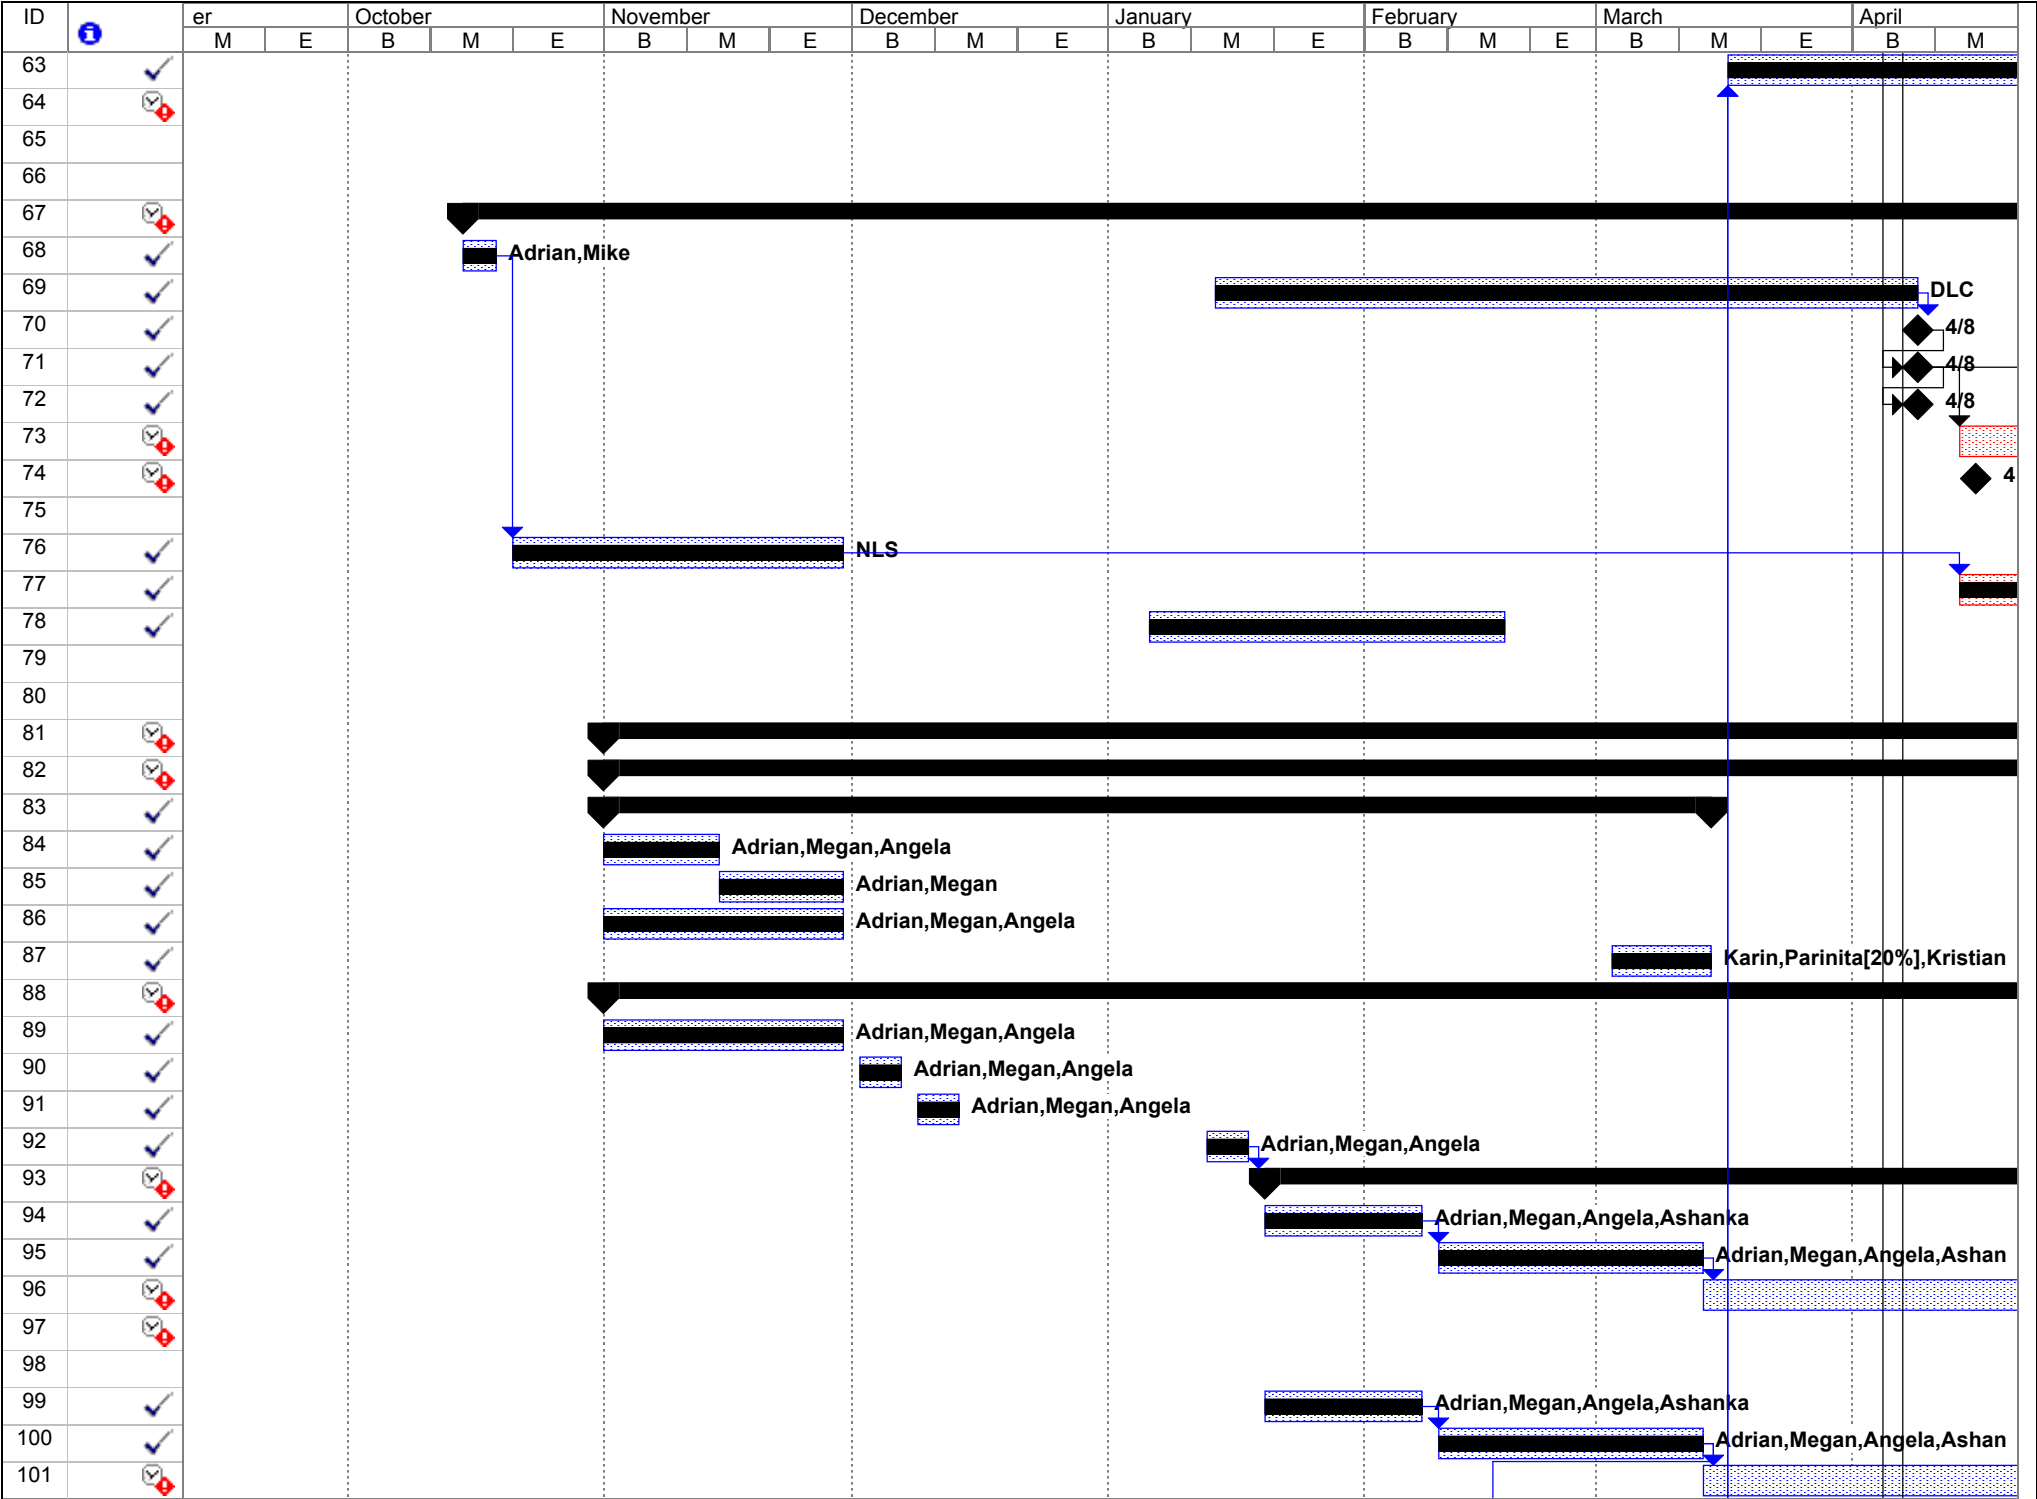 ID er October November December January February March April
M E B M E B M E B M E B M E B M E B M E B M
63
64
65
66
67
68 Adrian,Mike
69 DLC
70 4/8
71 4/8
72 4/8
73
74 4
75
76 NLS
77
78
79
80
81
82
83
84 Adrian,Megan,Angela
85 Adrian,Megan
86 Adrian,Megan,Angela
87 Karin,Parinita[20%],Kristian
88
89 Adrian,Megan,Angela
90 Adrian,Megan,Angela
91 Adrian,Megan,Angela
92 Adrian,Megan,Angela
93
94 Adrian,Megan,Angela,Ashanka
95 Adrian,Megan,Angela,Ashan
96
97
98
99 Adrian,Megan,Angela,Ashanka
100 Adrian,Megan,Angela,Ashan
101